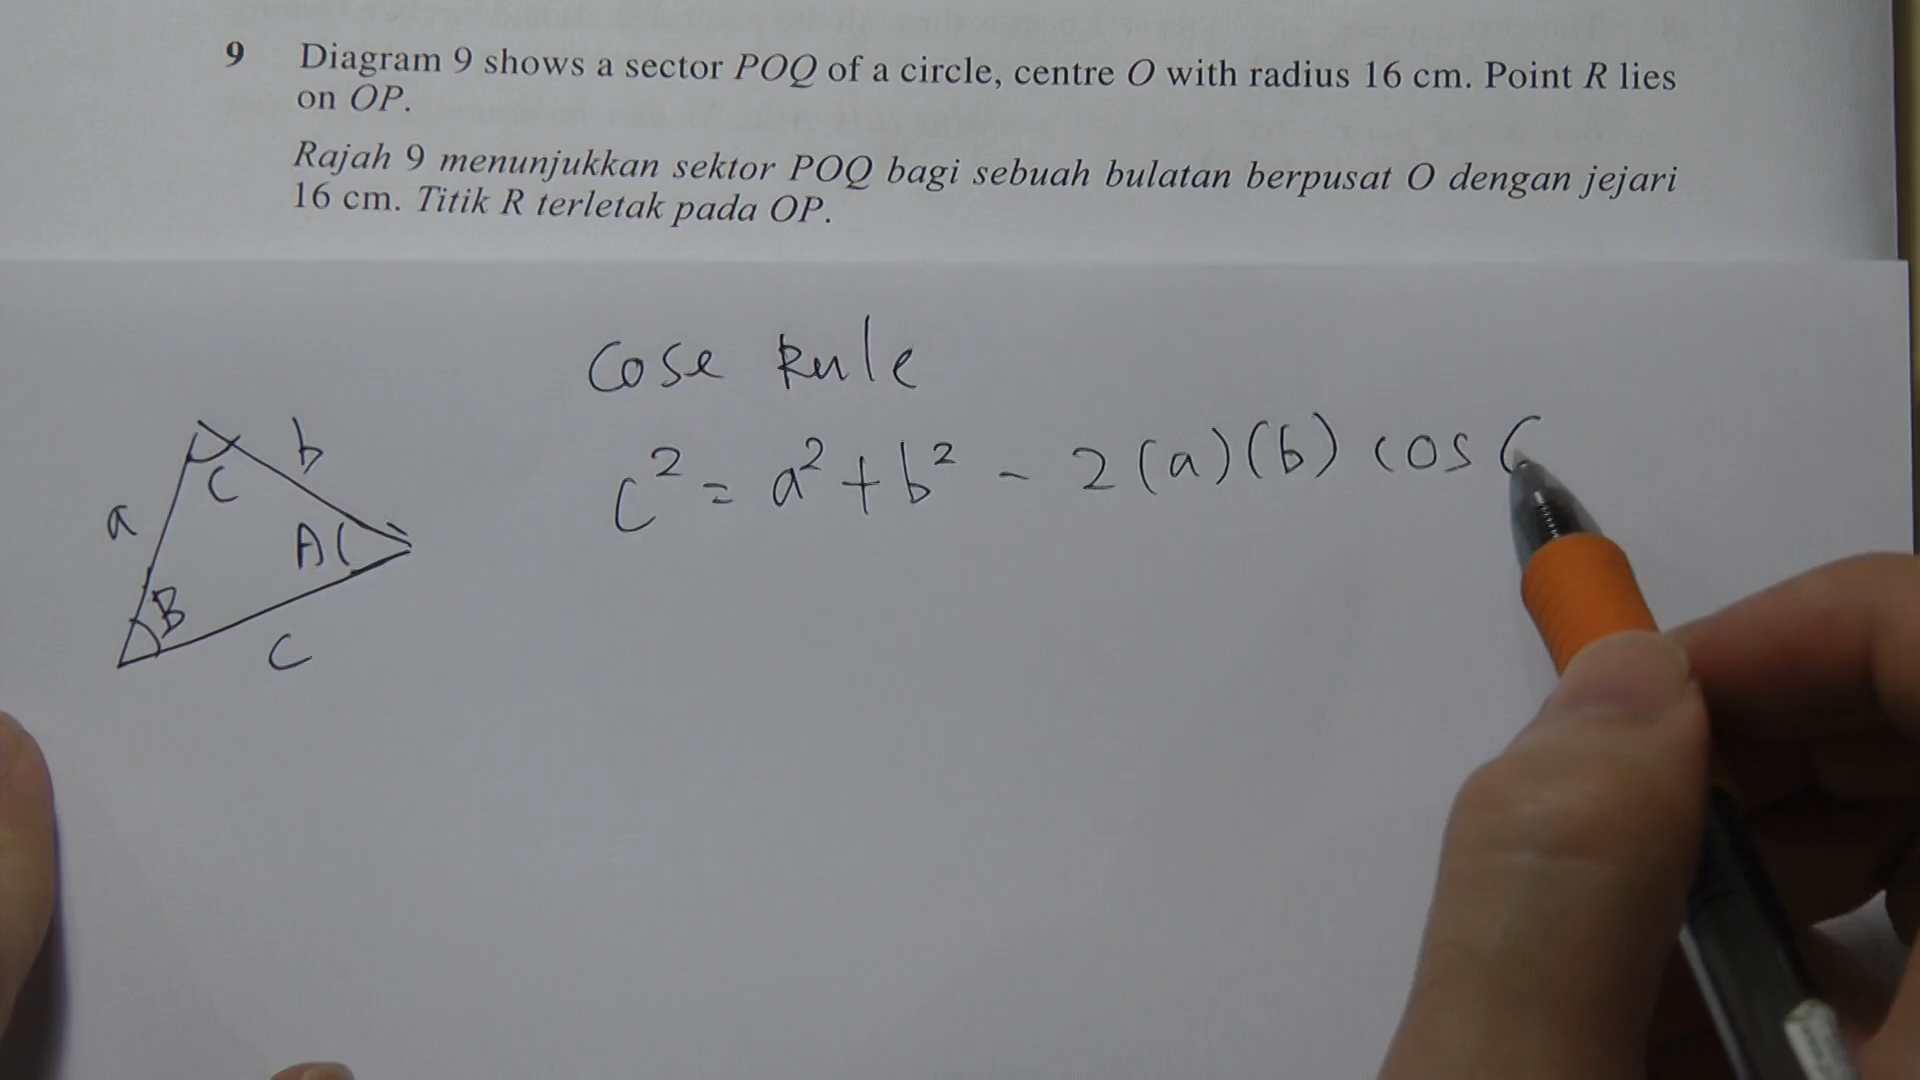 9 Diagram 9 shows a sector POQ of a circle, centre O with radius 16 cm. Point R lies
on OP.
Rajah 9 menunjukkan sektor POQ bagi sebuah bulatan berpusat O dengan jejari
16 cm. Titik R terletak pada OP.
Cose Rule
c² = a² + b² - 2(a)(b) cos C
b
C
a
A
B
c